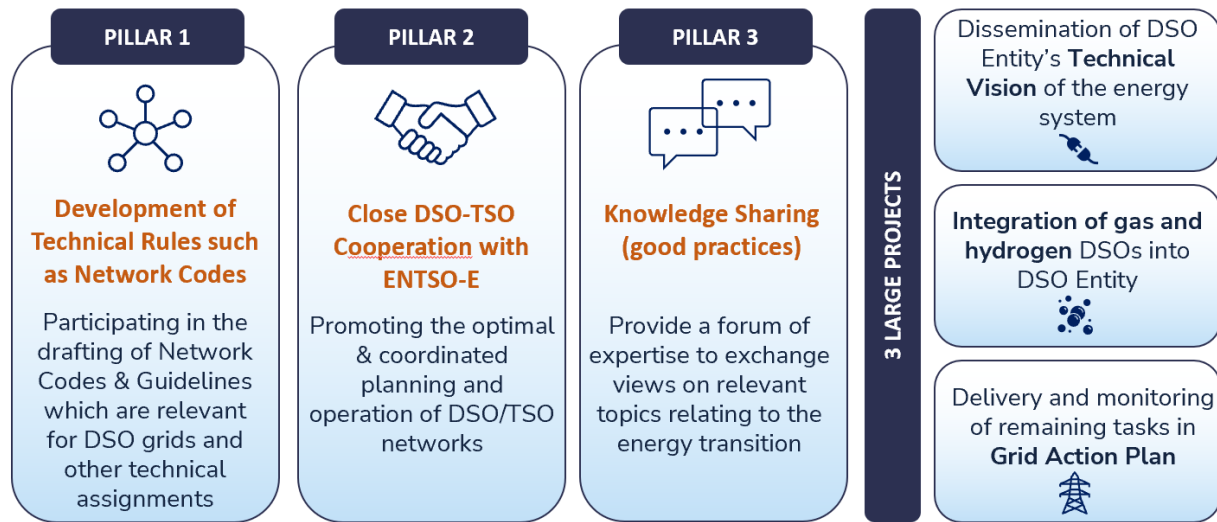 PILLAR 1
Development of
Technical Rules such
as Network Codes
Participating in the
drafting of Network
Codes & Guidelines
which are relevant
for DSO grids and
other technical
assignments
PILLAR 2
Close DSO-TSO
Cooperation with
ENTSO-E
Promoting the optimal
& coordinated
planning and
operation of DSO/TSO
networks
PILLAR 3
Knowledge Sharing
(good practices)
Provide a forum of
expertise to exchange
views on relevant
topics relating to the
energy transition
3 LARGE PROJECTS
Dissemination of DSO
Entity’s Technical
Vision of the energy
system
Integration of gas and
hydrogen DSOs into
DSO Entity
Delivery and monitoring
of remaining tasks in
Grid Action Plan